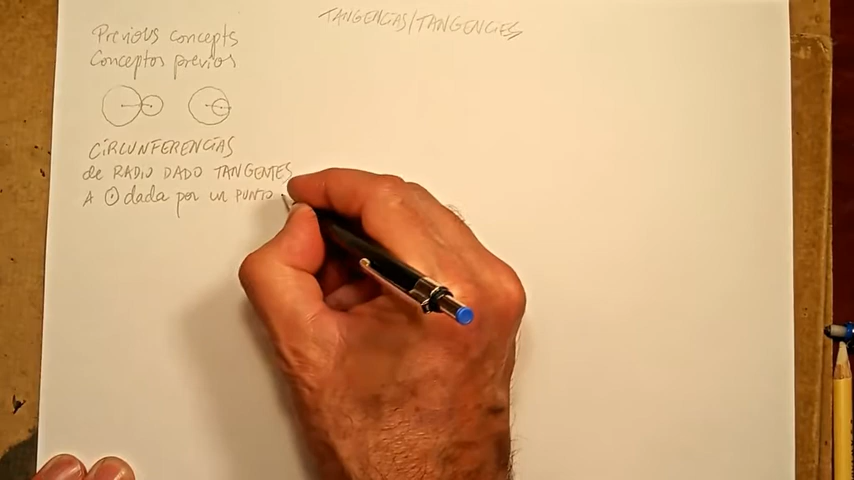 TANGENCIAS/TANGENCIES
Previous concepts
Conceptos previos
CIRCUNFERENCIAS
de RADIO DADO TANGENTES
A ⊙ dada por un PUNTO